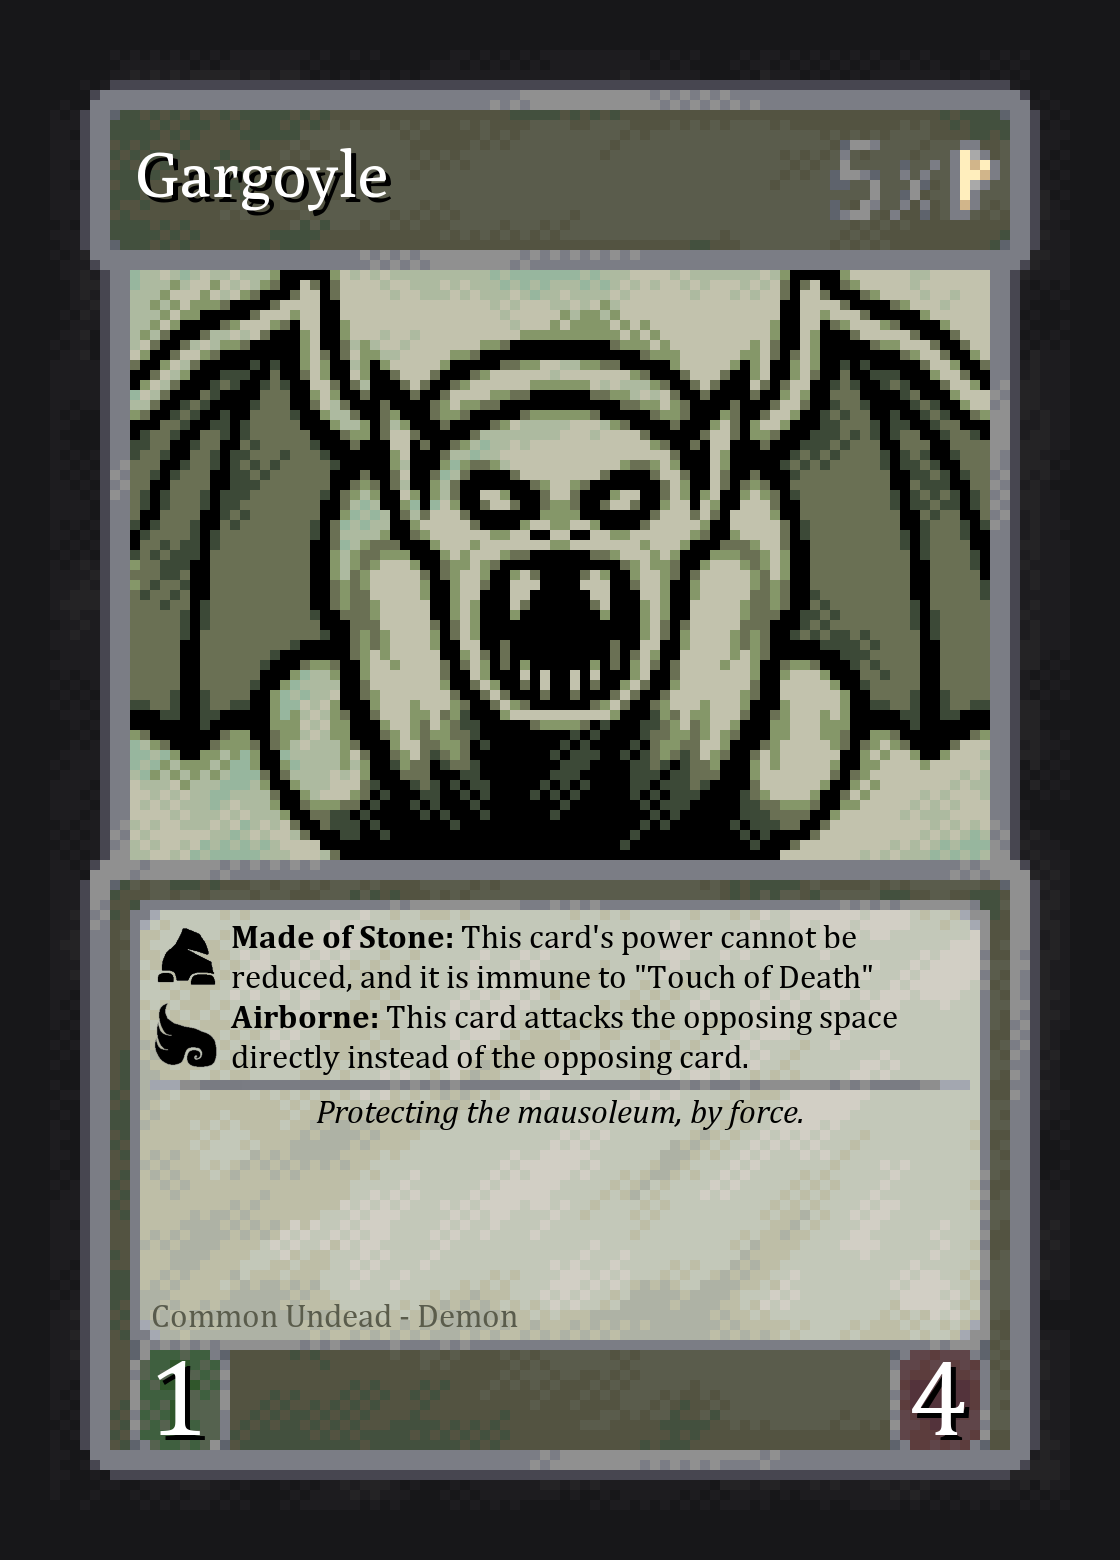 Gargoyle
5x
Made of Stone: This card's power cannot be
reduced, and it is immune to "Touch of Death"
Airborne: This card attacks the opposing space
directly instead of the opposing card.
Protecting the mausoleum, by force.
Common Undead - Demon
1
4